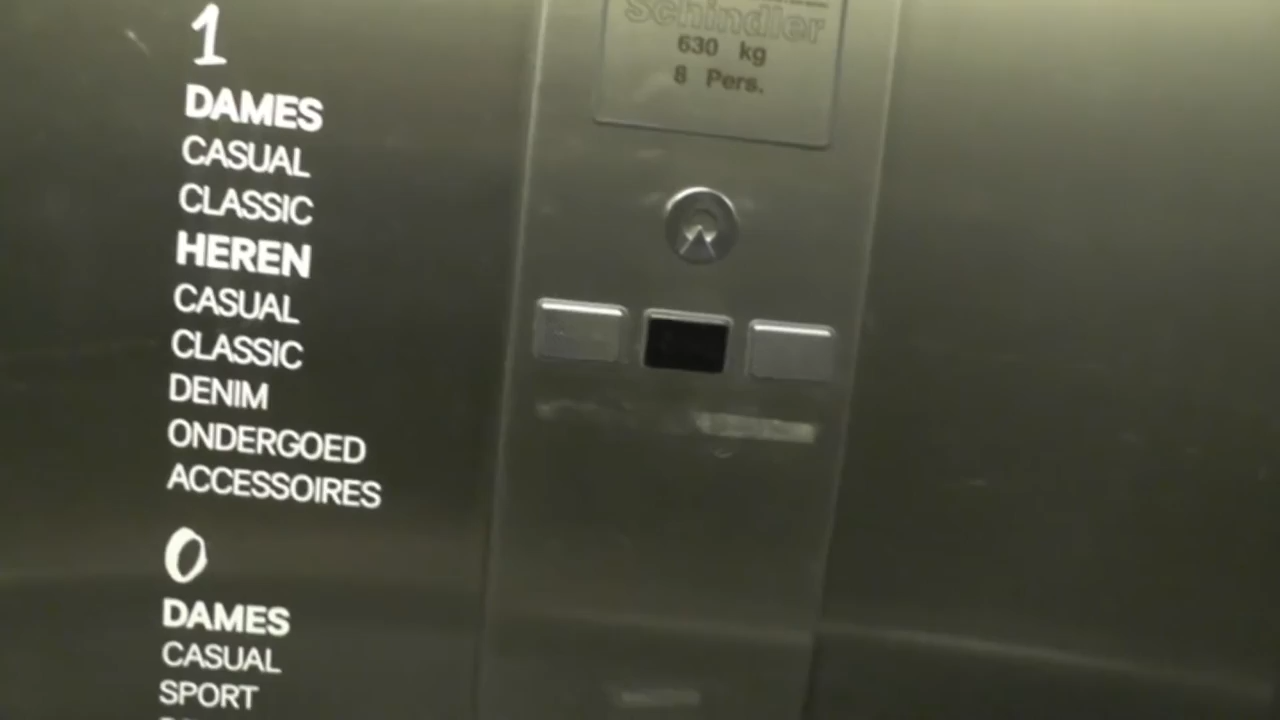 1
DAMES
CASUAL
CLASSIC
HEREN
CASUAL
CLASSIC
DENIM
ONDERGOED
ACCESSOIRES
0
DAMES
CASUAL
SPORT
Schindler
630 kg
8 Pers.